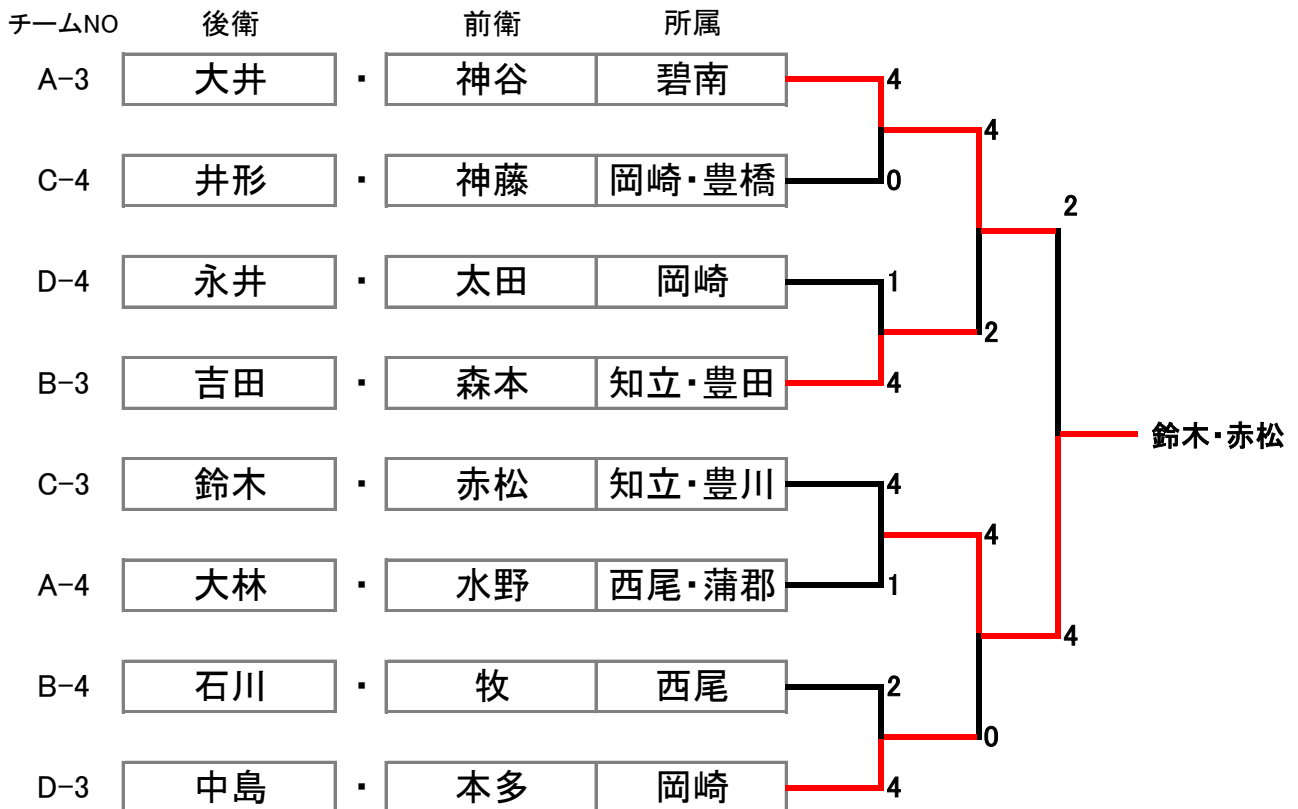 チームNO 後衛 前衛 所属
A-3 大井 ・ 神谷 碧南 4
4
C-4 井形 ・ 神藤 岡崎・豊橋 0
2
D-4 永井 ・ 太田 岡崎 1
2
B-3 吉田 ・ 森本 知立・豊田 4
鈴木・赤松
C-3 鈴木 ・ 赤松 知立・豊川 4
4
A-4 大林 ・ 水野 西尾・蒲郡 1
4
B-4 石川 ・ 牧 西尾 2
0
D-3 中島 ・ 本多 岡崎 4